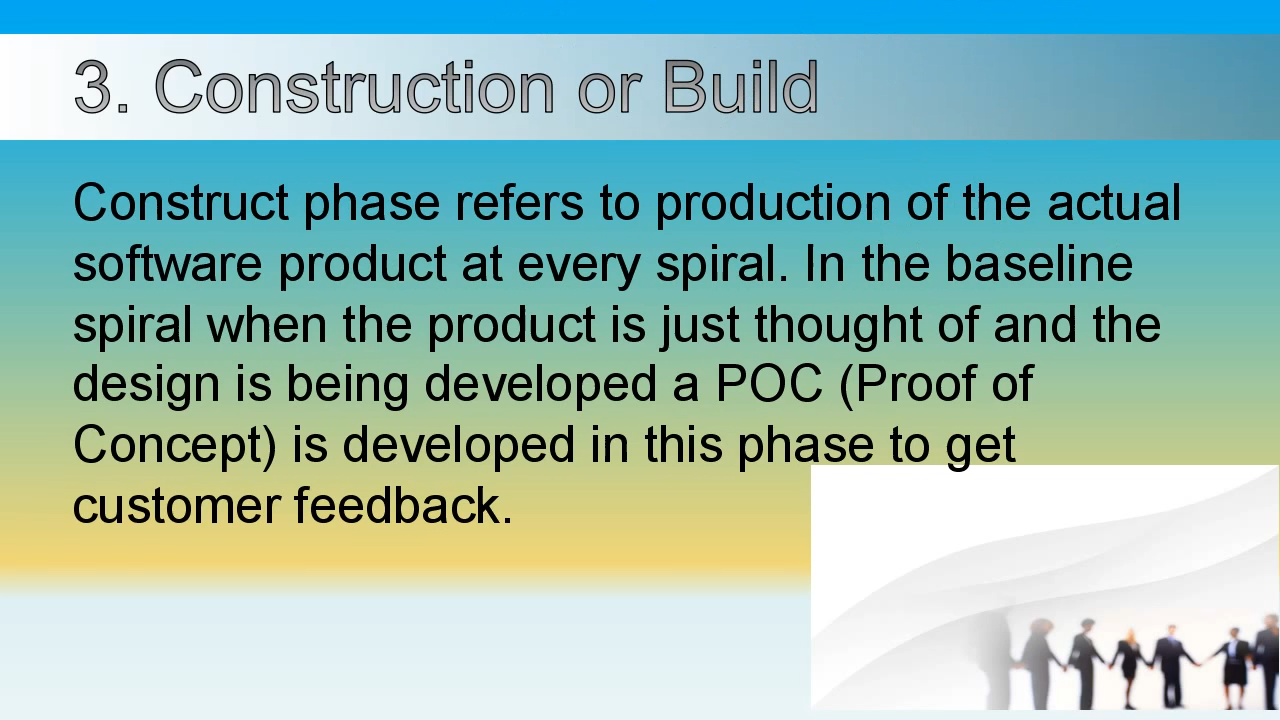 3. Construction or Build
Construct phase refers to production of the actual
software product at every spiral. In the baseline
spiral when the product is just thought of and the
design is being developed a POC (Proof of
Concept) is developed in this phase to get
customer feedback.